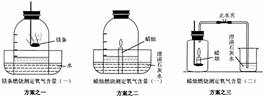 镁条
水
镁条燃烧测定氧气含量(一)
方案之一
蜡烛
澄清石灰水
蜡烛燃烧测定氧气含量(一)
方案之二
止水夹
蜡烛
澄清石灰水
蜡烛燃烧测定氧气含量(二)
方案之三